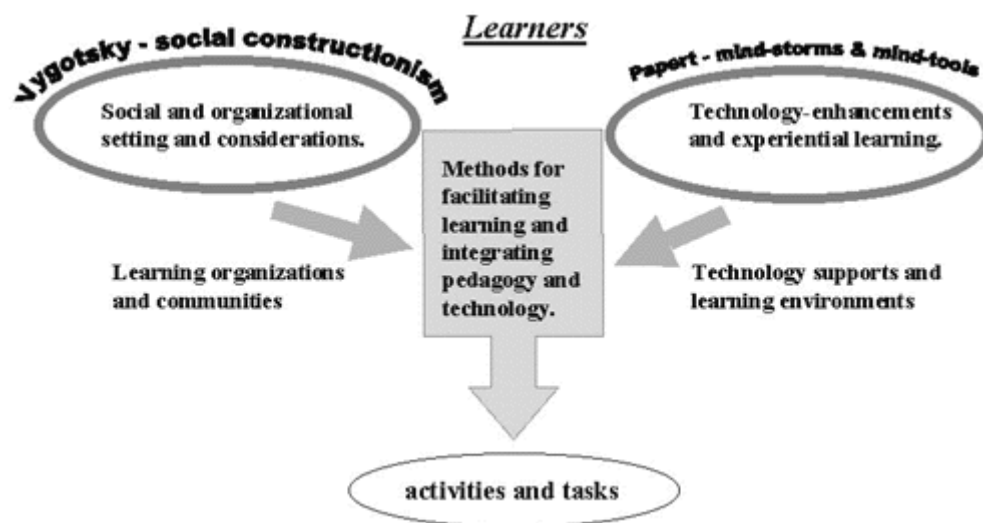 Learners
Vygotsky - social constructionism
Social and organizational
setting and considerations.
Papert - mind-storms & mind-tools
Technology-enhancements
and experiential learning.
Methods for
facilitating
learning and
integrating
pedagogy and
technology.
Learning organizations
and communities
Technology supports and
learning environments
activities and tasks